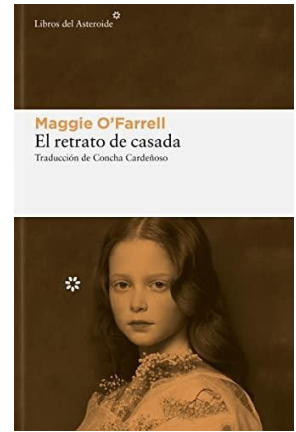 Libros del Asteroide
Maggie O'Farrell
El retrato de casada
Traducción de Concha Cardeñoso